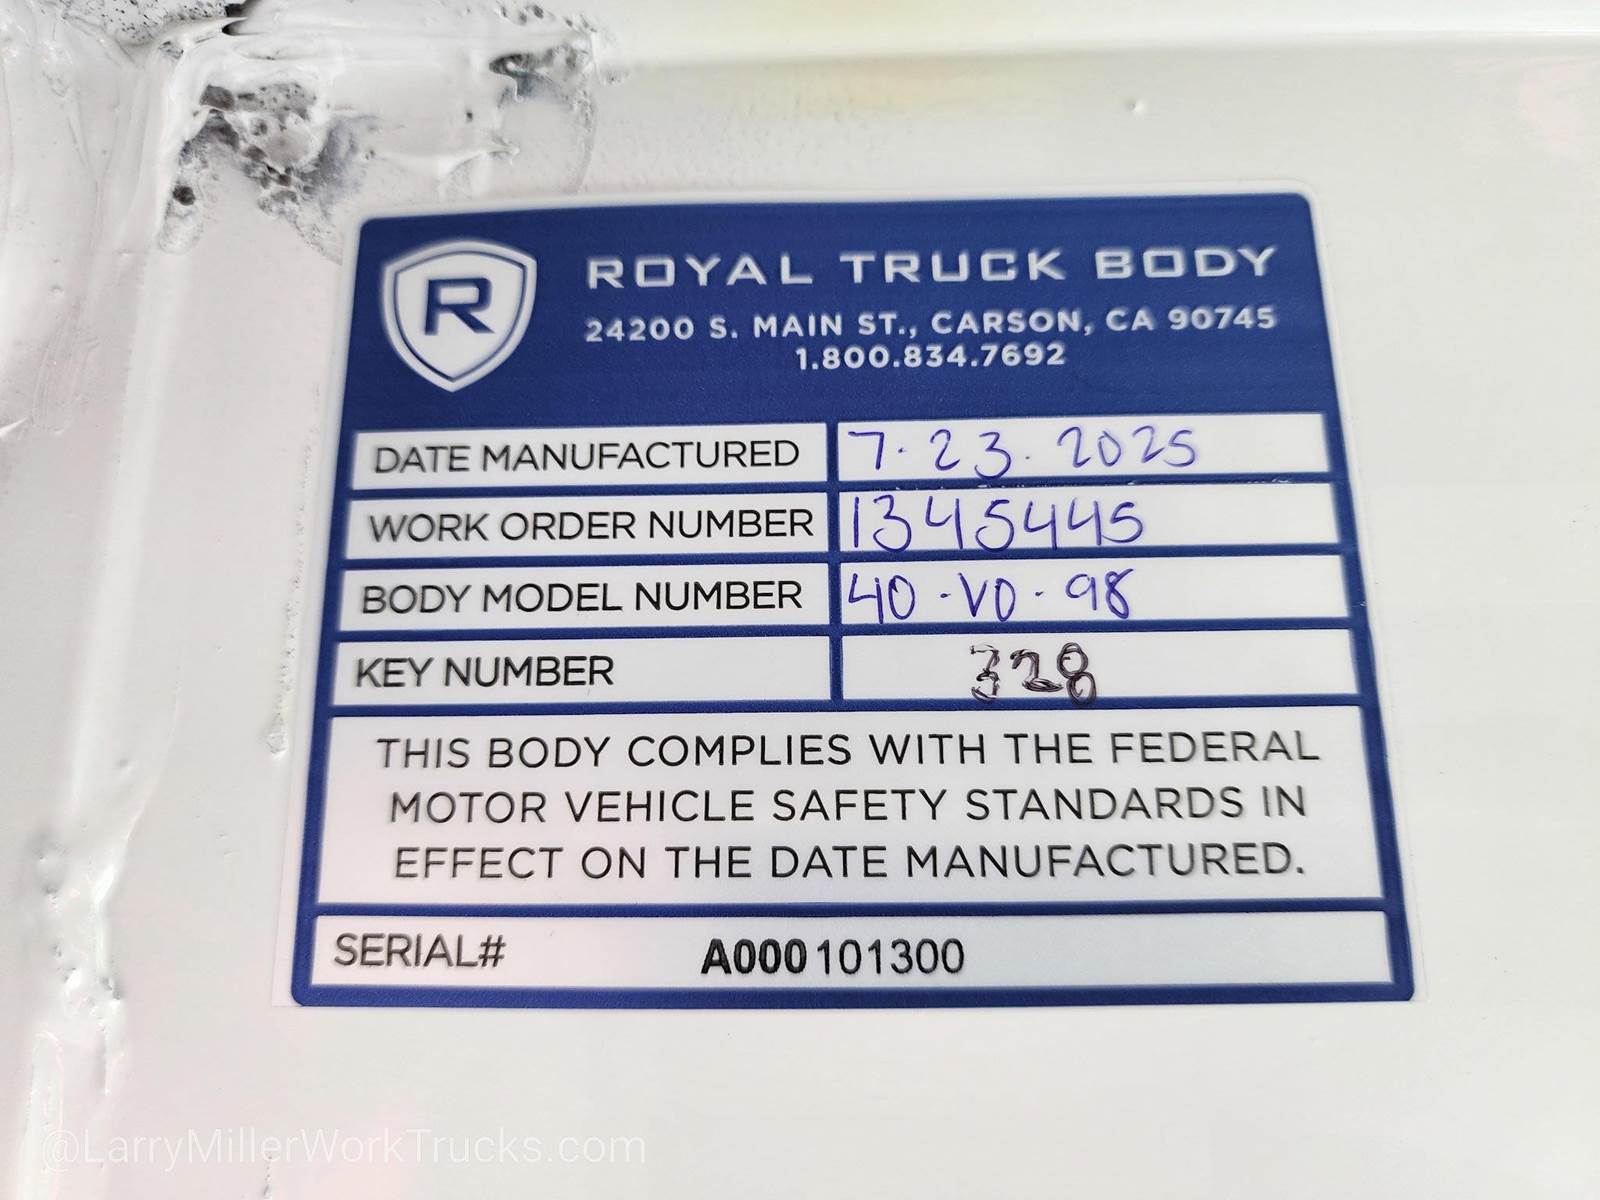 R
ROYAL TRUCK BODY
24200 S. MAIN ST., CARSON, CA 90745
1.800.834.7692
DATE MANUFACTURED 7.23.2025
WORK ORDER NUMBER 1345445
BODY MODEL NUMBER 40-VO-98
KEY NUMBER 328
THIS BODY COMPLIES WITH THE FEDERAL
MOTOR VEHICLE SAFETY STANDARDS IN
EFFECT ON THE DATE MANUFACTURED.
SERIAL# A000101300
@LarryMillerWorkTrucks.com